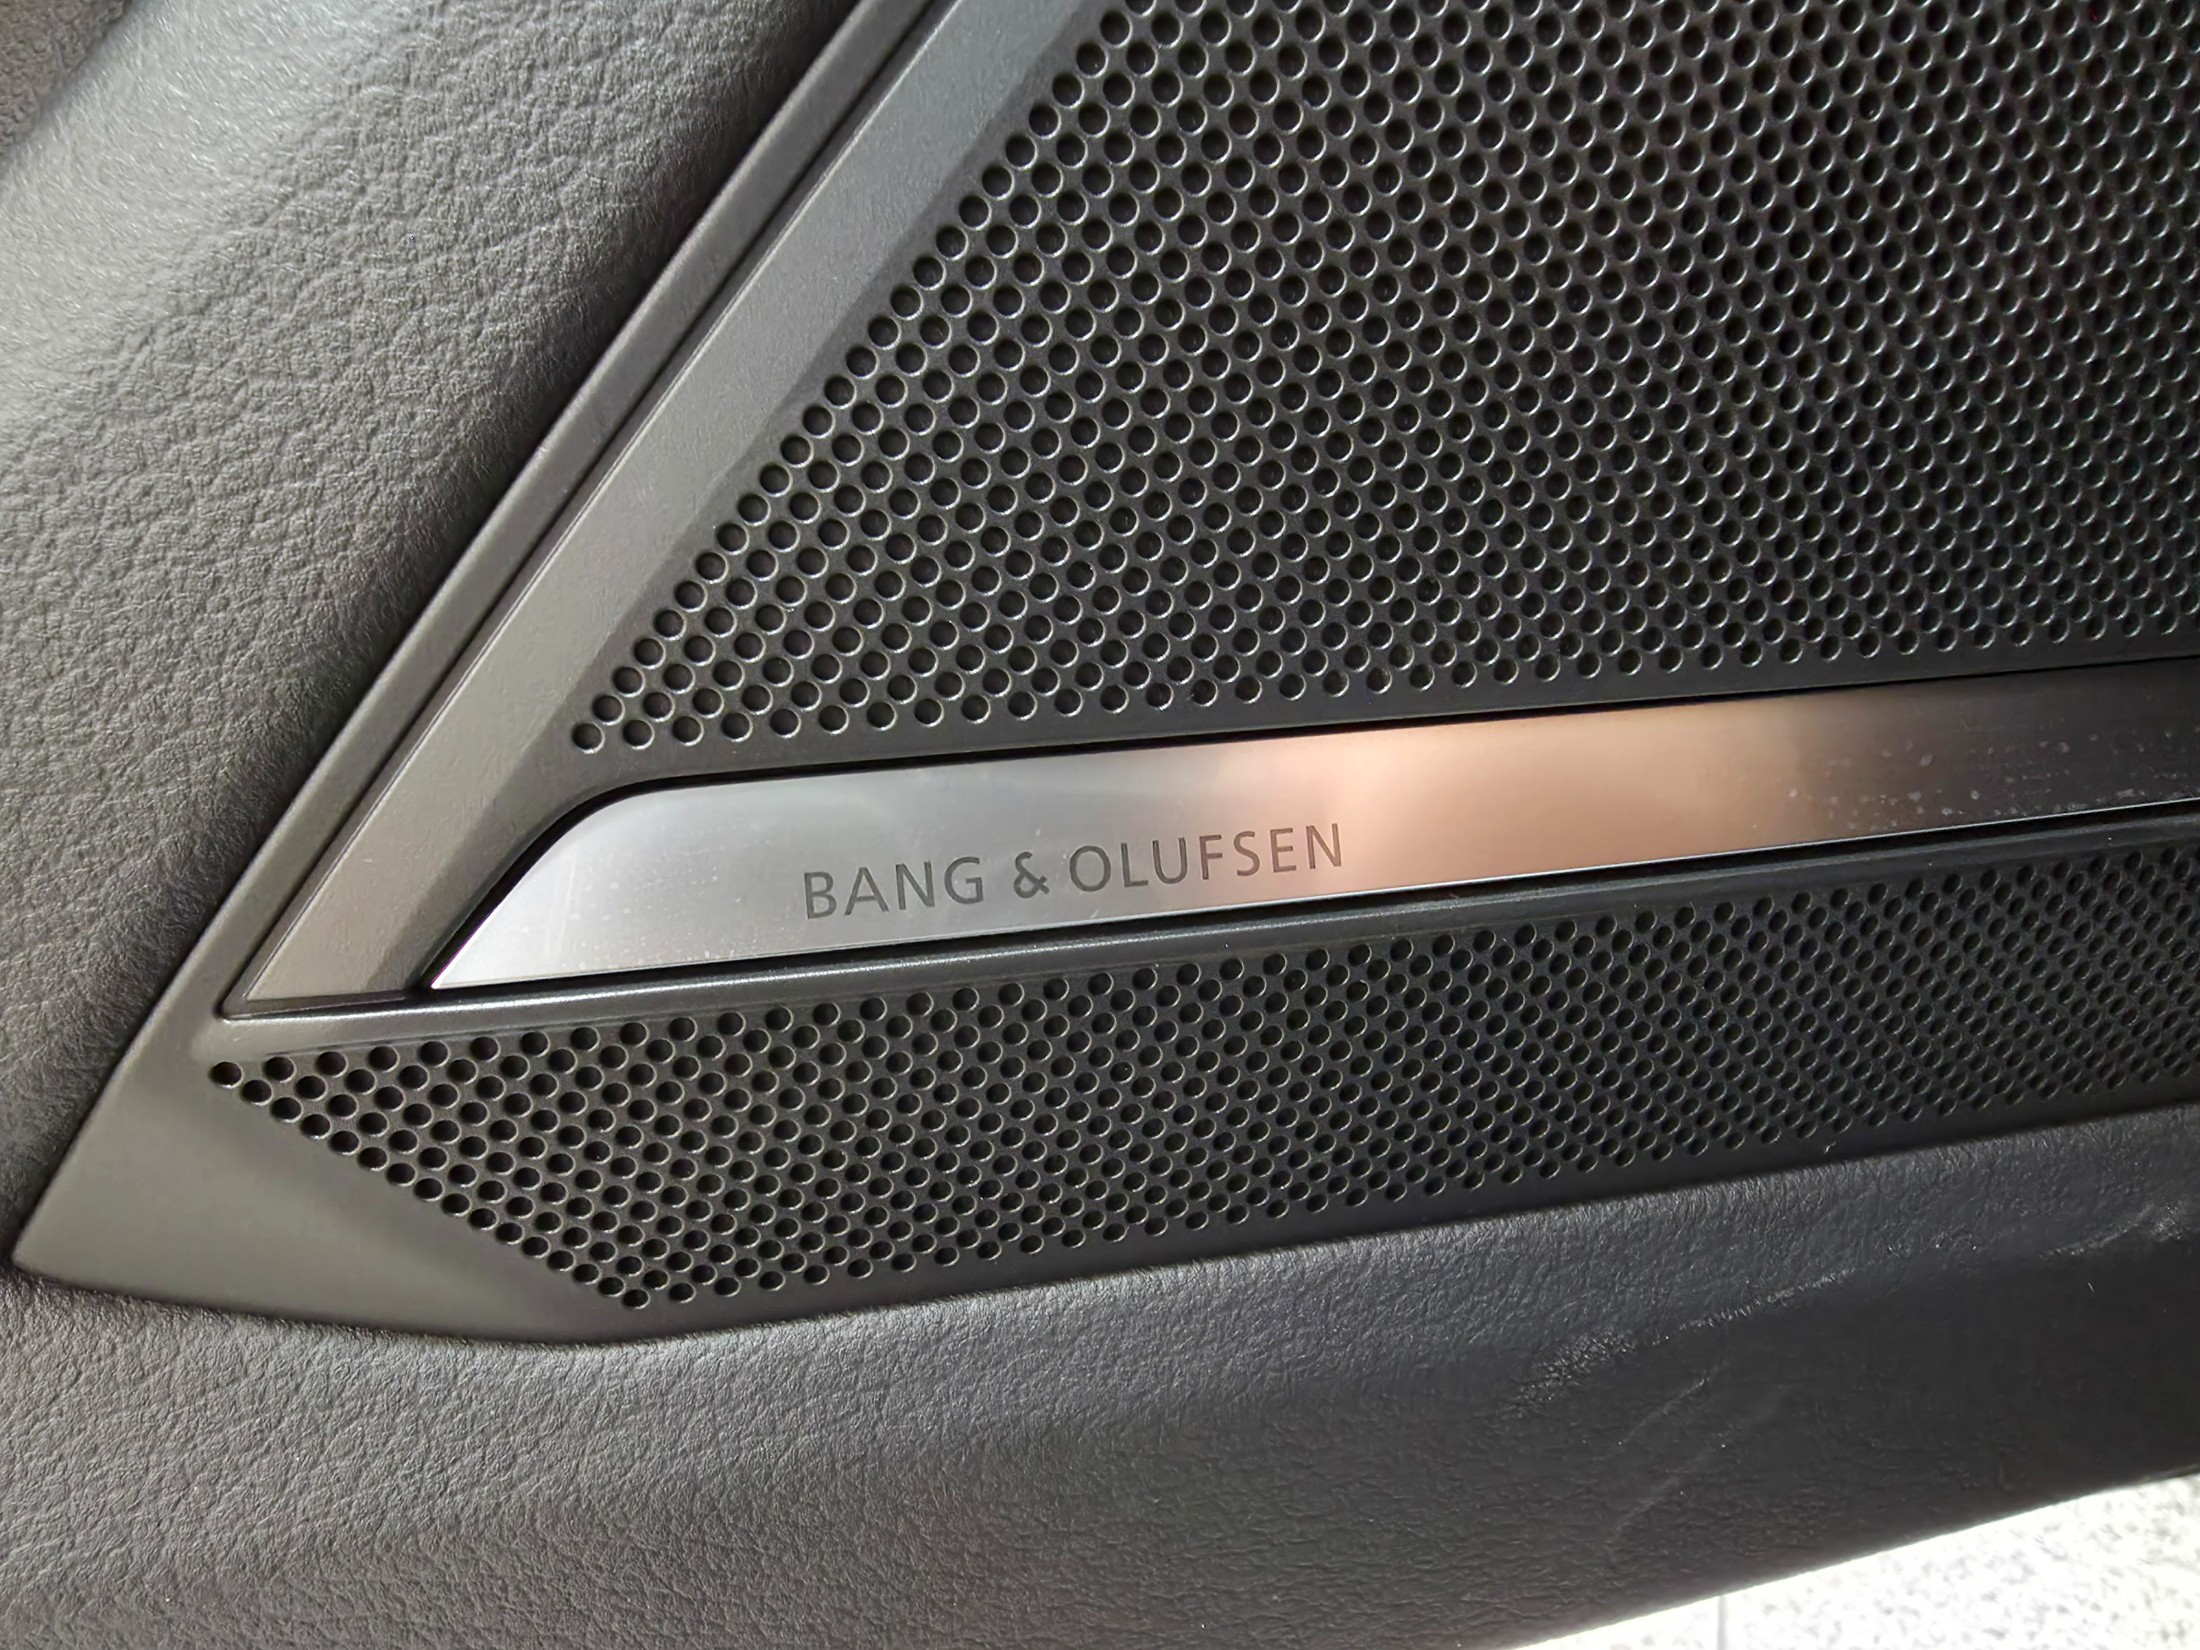 BANG & OLUFSEN